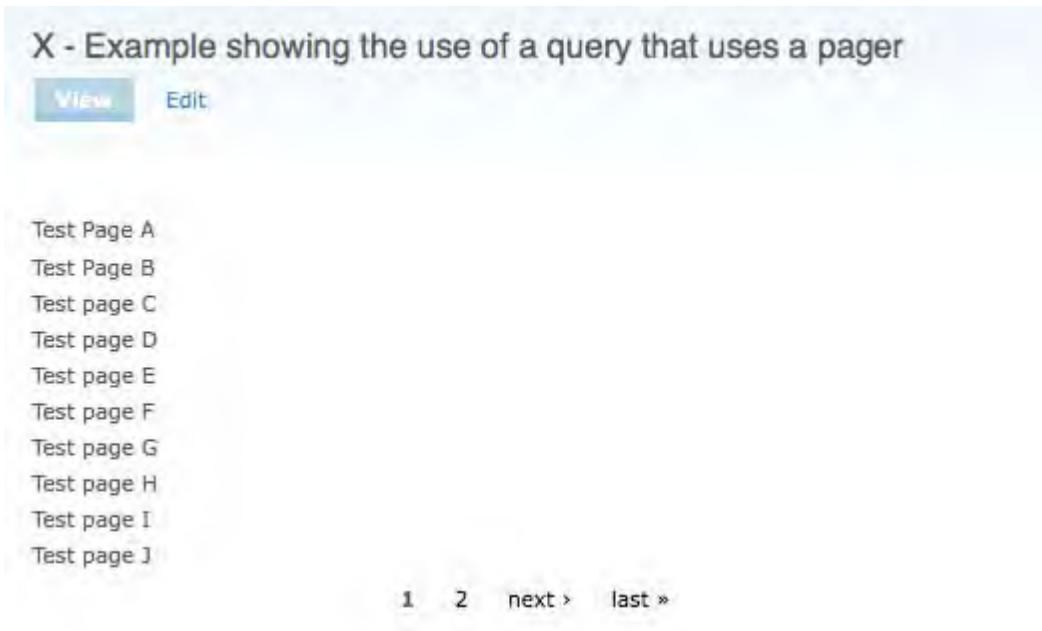 X - Example showing the use of a query that uses a pager
View Edit
Test Page A
Test Page B
Test page C
Test page D
Test page E
Test page F
Test page G
Test page H
Test page I
Test page J
1 2 next › last »